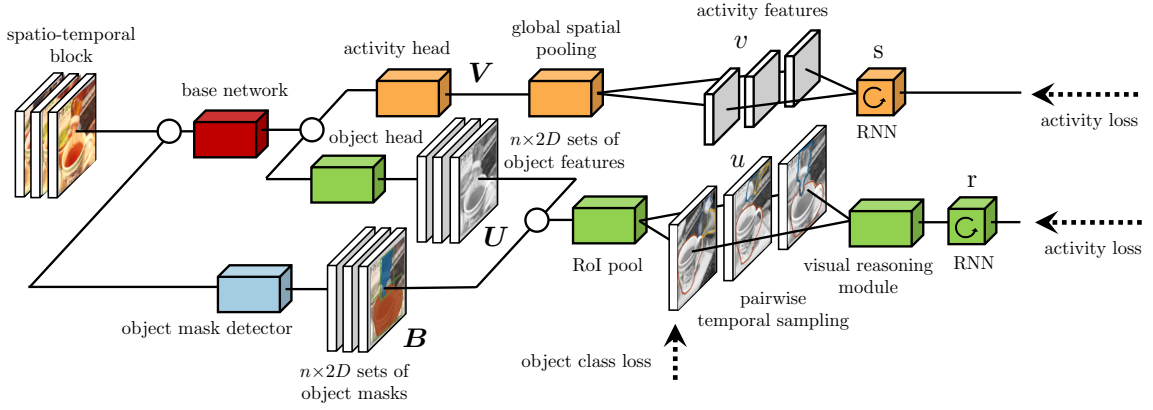 spatio-temporal
block
base network
activity head
V
global spatial
pooling
activity features
v
s
RNN
activity loss
object head
n×2D sets of
object features
U
RoI pool
u
pairwise
temporal sampling
visual reasoning
module
r
RNN
activity loss
object mask detector
B
n×2D sets of
object masks
object class loss